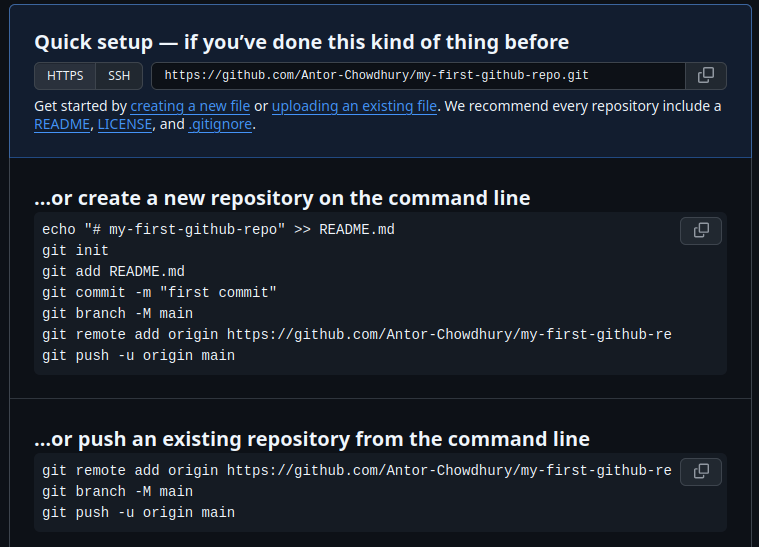 Quick setup — if you’ve done this kind of thing before
HTTPS SSH https://github.com/Antor-Chowdhury/my-first-github-repo.git
Get started by creating a new file or uploading an existing file. We recommend every repository include a
README, LICENSE, and .gitignore.
…or create a new repository on the command line
echo "# my-first-github-repo" >> README.md
git init
git add README.md
git commit -m "first commit"
git branch -M main
git remote add origin https://github.com/Antor-Chowdhury/my-first-github-re
git push -u origin main
…or push an existing repository from the command line
git remote add origin https://github.com/Antor-Chowdhury/my-first-github-re
git branch -M main
git push -u origin main